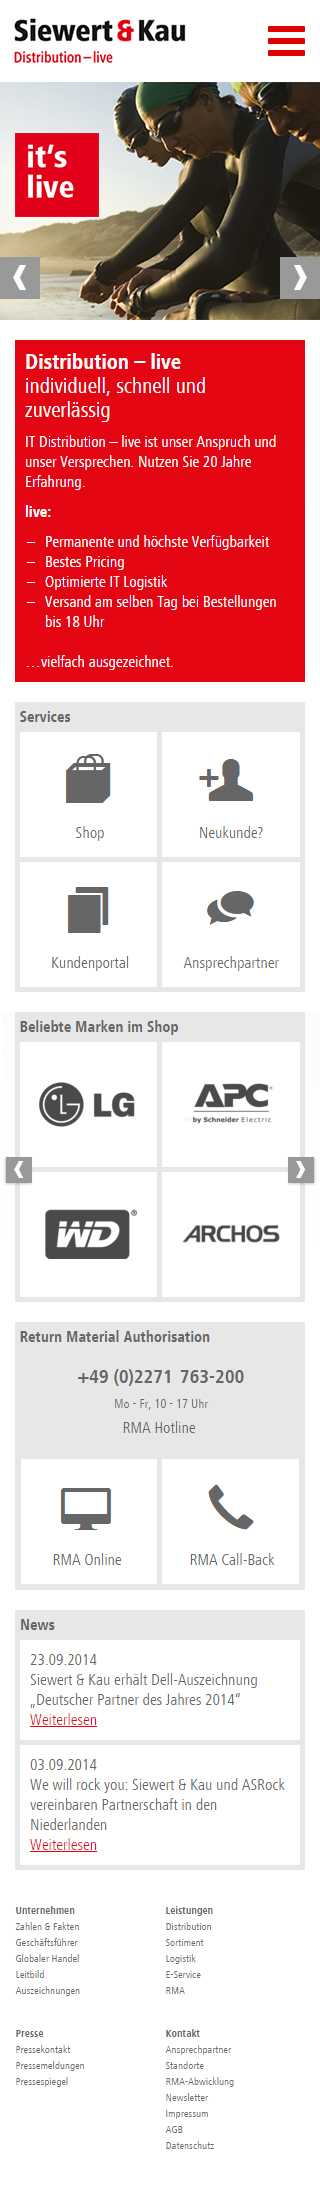 Siewert & Kau
Distribution – live
it's
live
Distribution – live
individuell, schnell und
zuverlässig
IT Distribution – live ist unser Anspruch und
unser Versprechen. Nutzen Sie 20 Jahre
Erfahrung.
live:
– Permanente und höchste Verfügbarkeit
– Bestes Pricing
– Optimierte IT Logistik
– Versand am selben Tag bei Bestellungen
bis 18 Uhr
…vielfach ausgezeichnet.
Services
Shop
Neukunde?
Kundenportal
Ansprechpartner
Beliebte Marken im Shop
LG
APC
by Schneider Electric
WD
ARCHOS
Return Material Authorisation
+49 (0)2271 763-200
Mo - Fr, 10 - 17 Uhr
RMA Hotline
RMA Online
RMA Call-Back
News
23.09.2014
Siewert & Kau erhält Dell-Auszeichnung
„Deutscher Partner des Jahres 2014“
Weiterlesen
03.09.2014
We will rock you: Siewert & Kau und ASRock
vereinbaren Partnerschaft in den
Niederlanden
Weiterlesen
Unternehmen
Zahlen & Fakten
Geschäftsführer
Globaler Handel
Leitbild
Auszeichnungen
Leistungen
Distribution
Sortiment
Logistik
E-Service
RMA
Presse
Pressekontakt
Pressemeldungen
Pressespiegel
Kontakt
Ansprechpartner
Standorte
RMA-Abwicklung
Newsletter
Impressum
AGB
Datenschutz